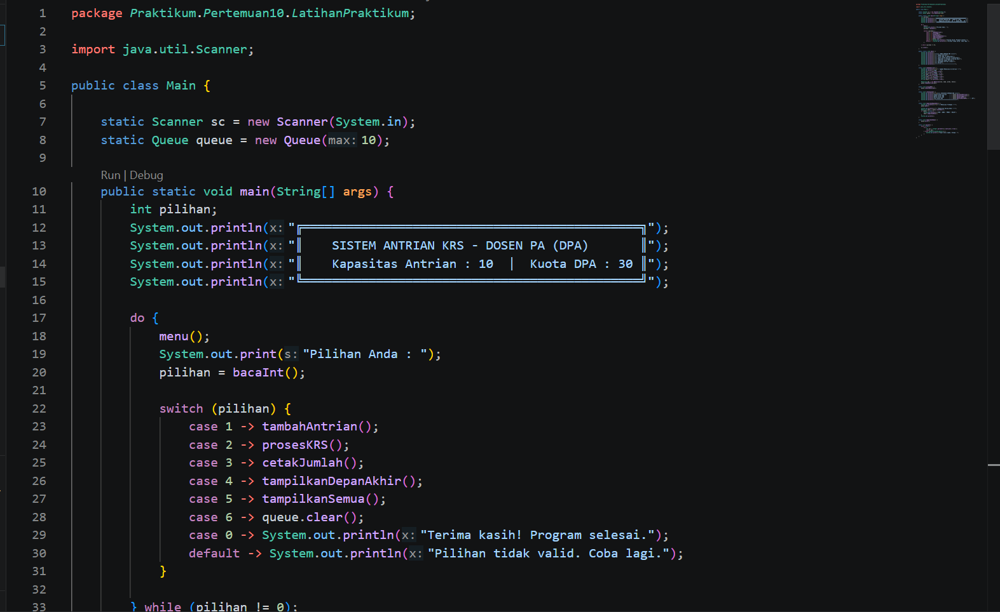 1 package Praktikum.Pertemuan10.LatihanPraktikum;
2
3 import java.util.Scanner;
4
5 public class Main {
6
7 static Scanner sc = new Scanner(System.in);
8 static Queue queue = new Queue(max: 10);
9
Run | Debug
10 public static void main(String[] args) {
11 int pilihan;
12 System.out.println(x: "╔═══════════════════════════════════════════════╗");
13 System.out.println(x: "║    SISTEM ANTRIAN KRS - DOSEN PA (DPA)       ║");
14 System.out.println(x: "║    Kapasitas Antrian : 10  |  Kuota DPA : 30 ║");
15 System.out.println(x: "╚═══════════════════════════════════════════════╝");
16
17 do {
18 menu();
19 System.out.print(s: "Pilihan Anda : ");
20 pilihan = bacaInt();
21
22 switch (pilihan) {
23 case 1 -> tambahAntrian();
24 case 2 -> prosesKRS();
25 case 3 -> cetakJumlah();
26 case 4 -> tampilkanDepanAkhir();
27 case 5 -> tampilkanSemua();
28 case 6 -> queue.clear();
29 case 0 -> System.out.println(x: "Terima kasih! Program selesai.");
30 default -> System.out.println(x: "Pilihan tidak valid. Coba lagi.");
31 }
32
33 } while (pilihan != 0);